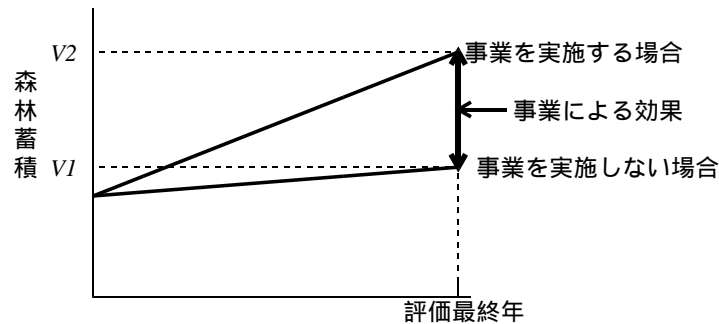 V2
事業を実施する場合
森林蓄積
事業による効果
V1
事業を実施しない場合
評価最終年